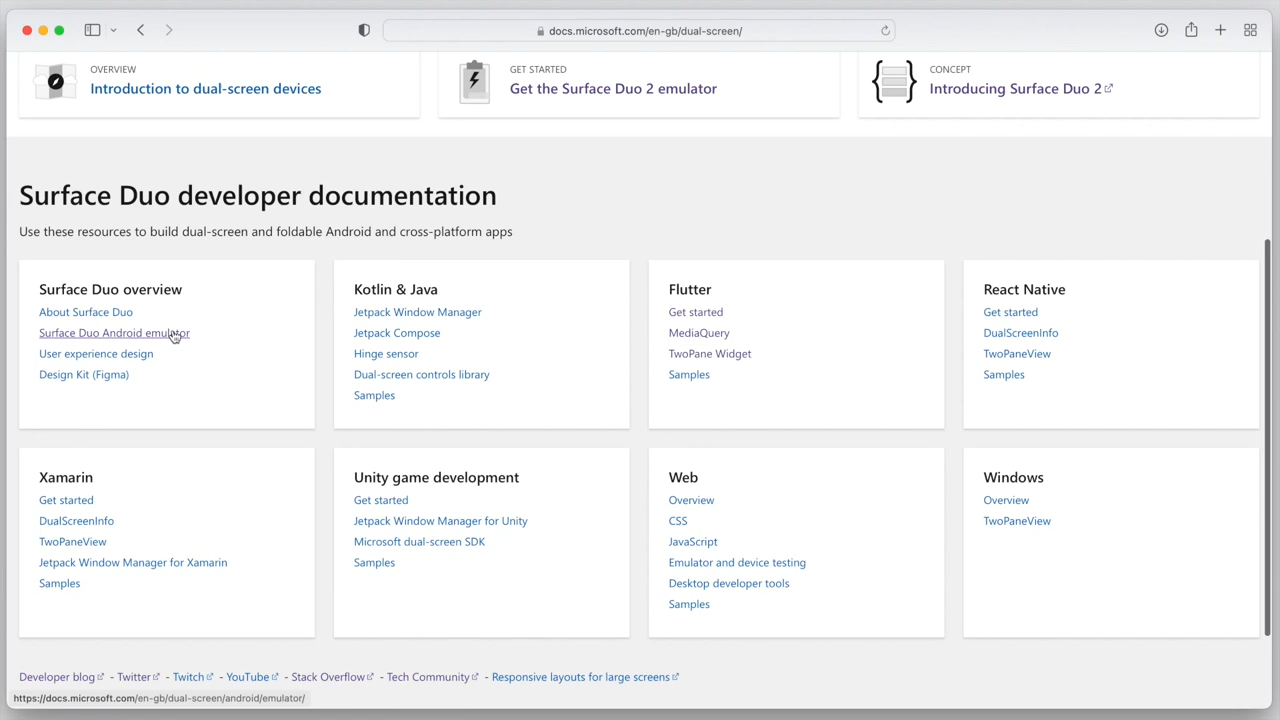 docs.microsoft.com/en-gb/dual-screen/
OVERVIEW
Introduction to dual-screen devices
GET STARTED
Get the Surface Duo 2 emulator
CONCEPT
Introducing Surface Duo 2
Surface Duo developer documentation
Use these resources to build dual-screen and foldable Android and cross-platform apps
Surface Duo overview
About Surface Duo
Surface Duo Android emulator
User experience design
Design Kit (Figma)
Kotlin & Java
Jetpack Window Manager
Jetpack Compose
Hinge sensor
Dual-screen controls library
Samples
Flutter
Get started
MediaQuery
TwoPane Widget
Samples
React Native
Get started
DualScreenInfo
TwoPaneView
Samples
Xamarin
Get started
DualScreenInfo
TwoPaneView
Jetpack Window Manager for Xamarin
Samples
Unity game development
Get started
Jetpack Window Manager for Unity
Microsoft dual-screen SDK
Samples
Web
Overview
CSS
JavaScript
Emulator and device testing
Desktop developer tools
Samples
Windows
Overview
TwoPaneView
Developer blog - Twitter - Twitch - YouTube - Stack Overflow - Tech Community - Responsive layouts for large screens
https://docs.microsoft.com/en-gb/dual-screen/android/emulator/